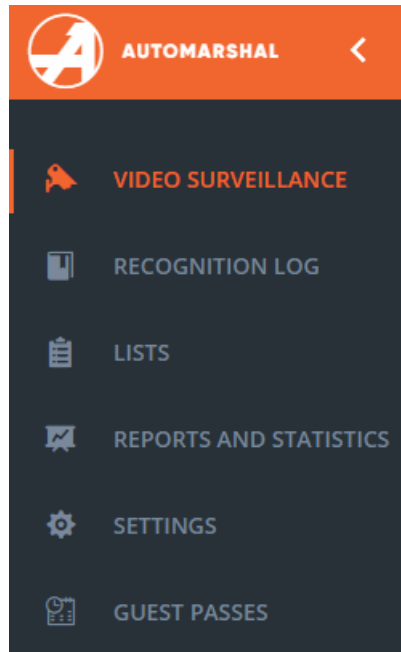 AUTOMARSHAL
VIDEO SURVEILLANCE
RECOGNITION LOG
LISTS
REPORTS AND STATISTICS
SETTINGS
GUEST PASSES